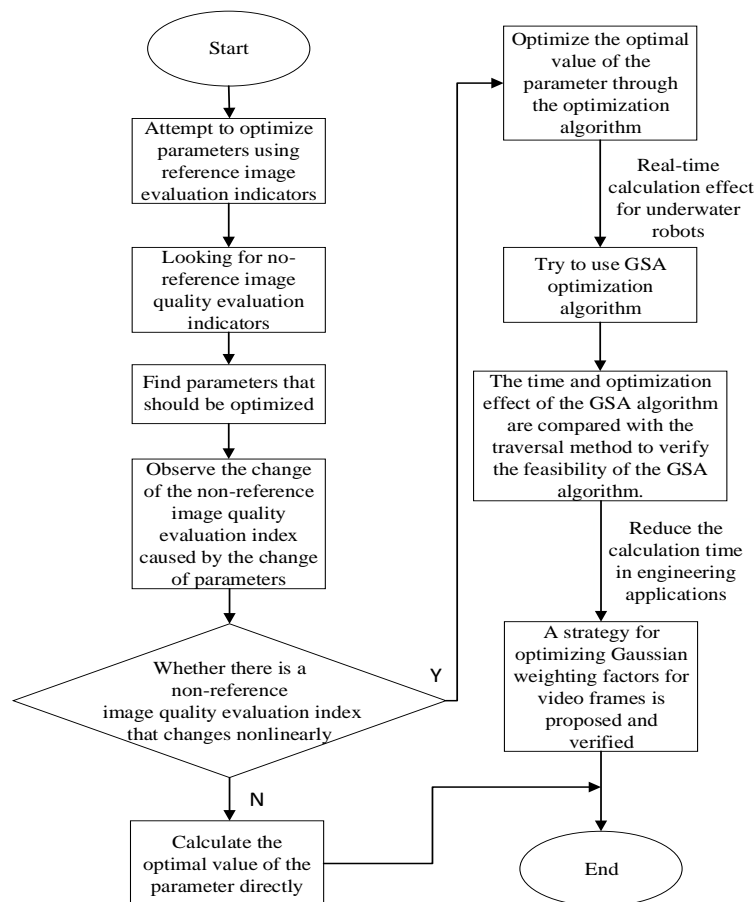 Start
Attempt to optimize
parameters using
reference image
evaluation indicators
Looking for no-
reference image
quality evaluation
indicators
Find parameters that
should be optimized
Observe the change
of the non-reference
image quality
evaluation index
caused by the change
of parameters
Whether there is a
non-reference
image quality evaluation index
that changes nonlinearly
Y
N
Calculate the
optimal value of the
parameter directly
Optimize the optimal
value of the
parameter through
the optimization
algorithm
Real-time
calculation effect
for underwater
robots
Try to use GSA
optimization
algorithm
The time and optimization
effect of the GSA algorithm
are compared with the
traversal method to verify
the feasibility of the GSA
algorithm.
Reduce the
calculation time
in engineering
applications
A strategy for
optimizing Gaussian
weighting factors for
video frames is
proposed and
verified
End